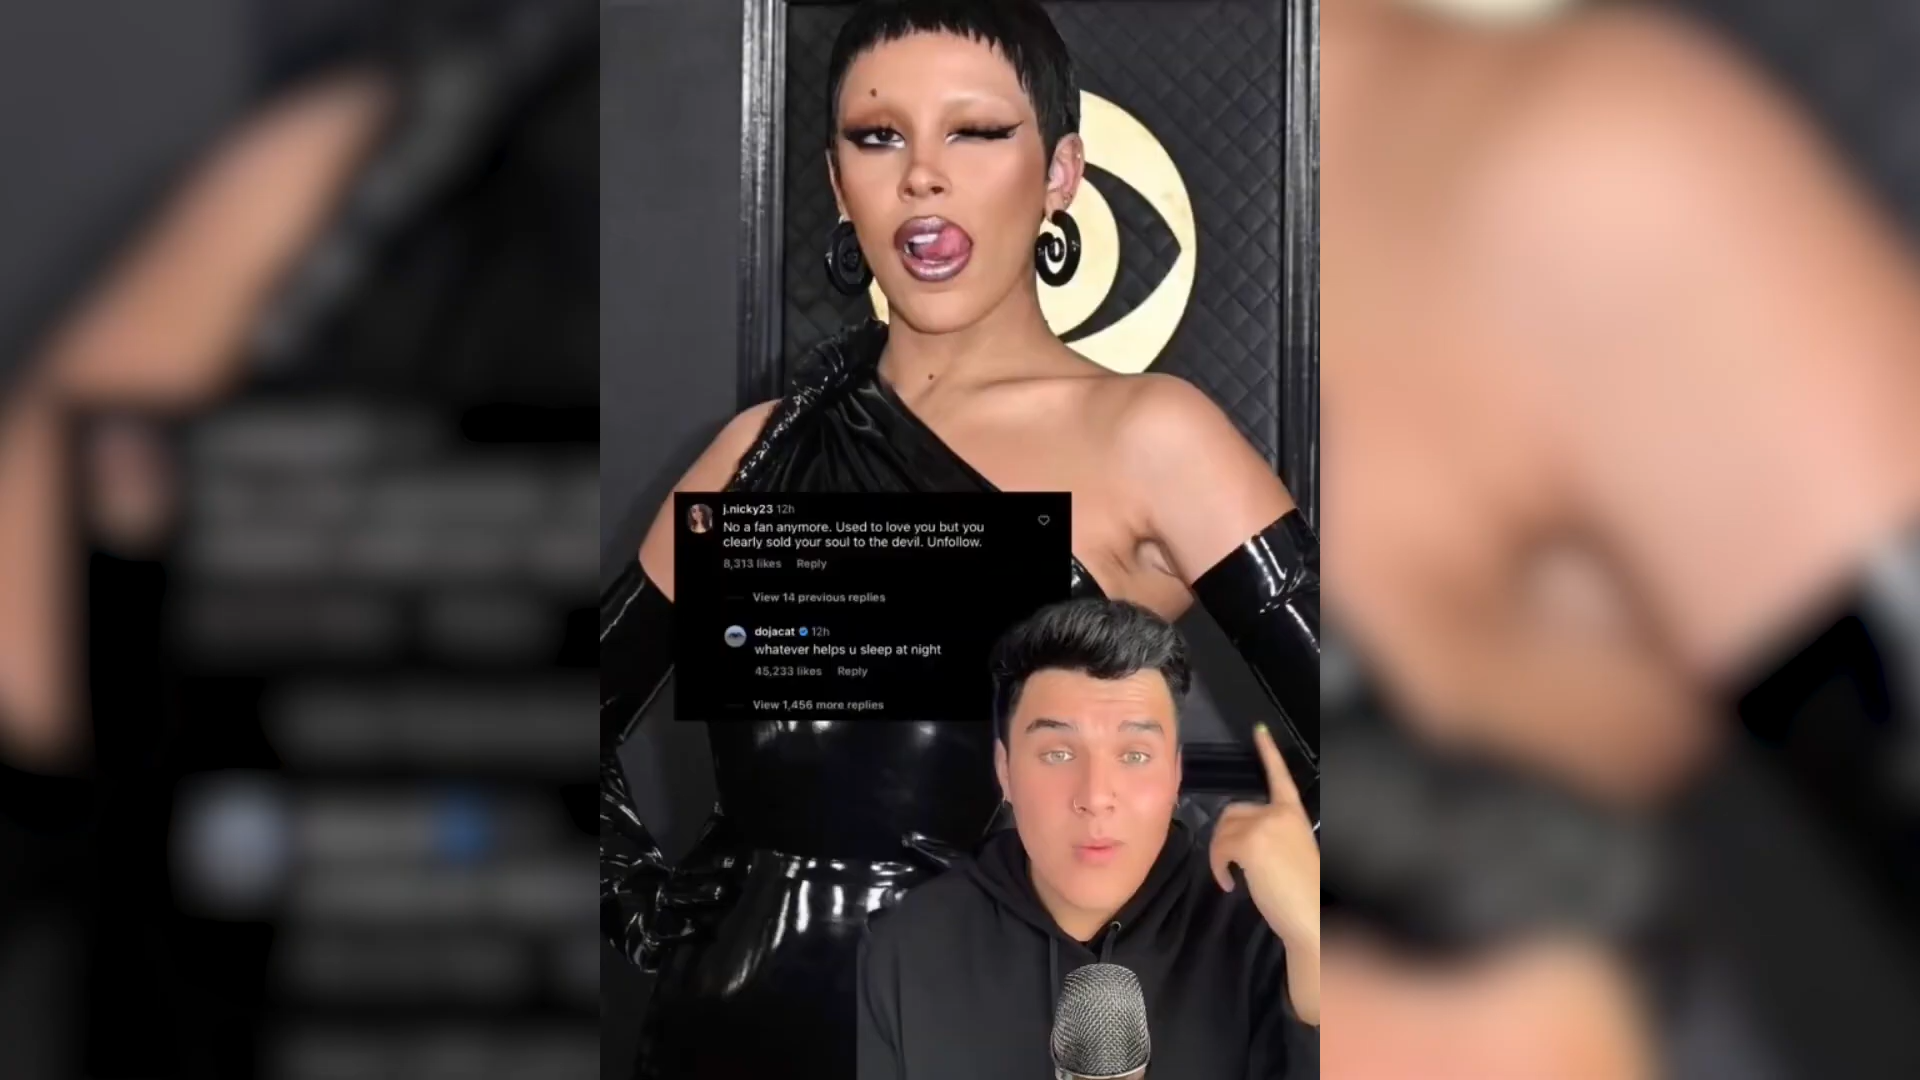 j.nicky23 12h
No a fan anymore. Used to love you but you
clearly sold your soul to the devil. Unfollow.
8,313 likes Reply
View 14 previous replies
dojacat 12h
whatever helps u sleep at night
45,233 likes Reply
View 1,456 more replies